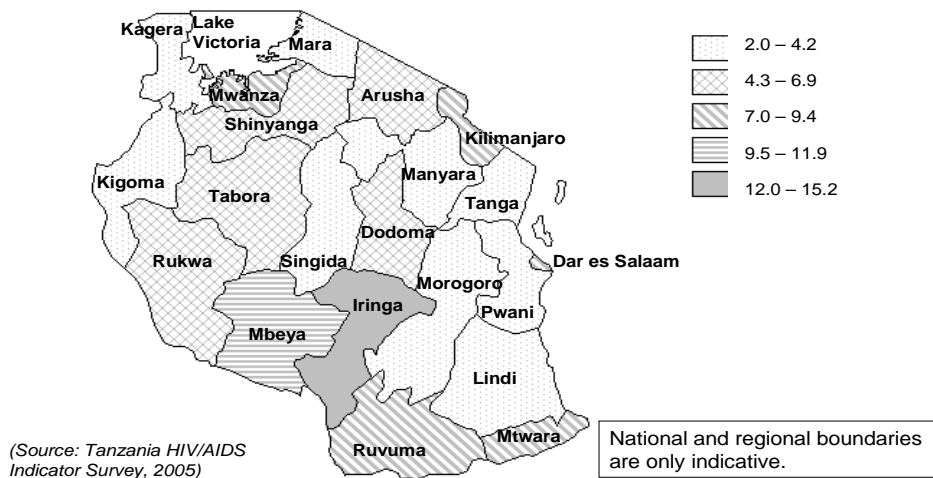 Kagera
Lake
Victoria
Mara
Mwanza
Arusha
Shinyanga
Kilimanjaro
Kigoma
Tabora
Manyara
Tanga
Dodoma
Rukwa
Singida
Dar es Salaam
Morogoro
Iringa
Pwani
Mbeya
Lindi
Mtwara
Ruvuma
2.0 – 4.2
4.3 – 6.9
7.0 – 9.4
9.5 – 11.9
12.0 – 15.2
(Source: Tanzania HIV/AIDS
Indicator Survey, 2005)
National and regional boundaries
are only indicative.